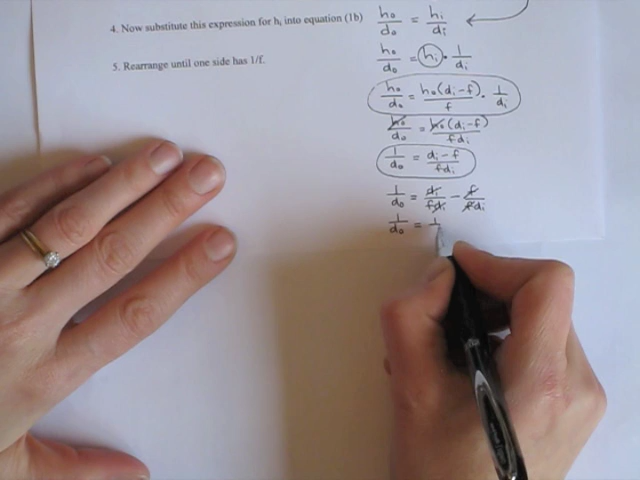 4. Now substitute this expression for hᵢ into equation (1b)
5. Rearrange until one side has 1/f.
h₀/d₀ = hᵢ/dᵢ
h₀/d₀ = hᵢ · 1/dᵢ
h₀/d₀ = h₀(dᵢ-f)/f · 1/dᵢ
h₀/d₀ = h₀(dᵢ-f)/fdᵢ
1/d₀ = dᵢ-f/fdᵢ
1/d₀ = dᵢ/fdᵢ - f/fdᵢ
1/d₀ = 1